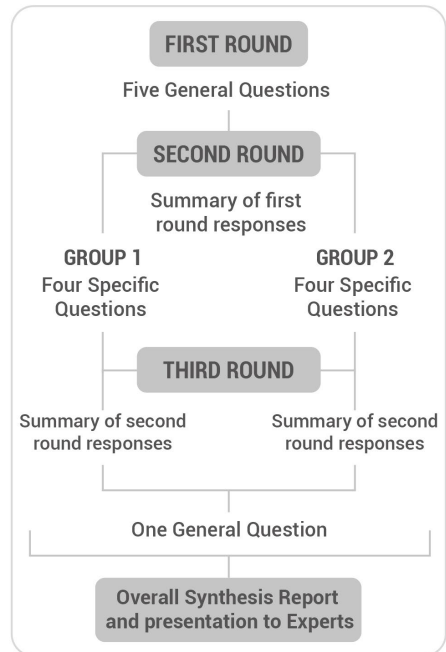 FIRST ROUND
Five General Questions
SECOND ROUND
Summary of first
round responses
GROUP 1
Four Specific
Questions
GROUP 2
Four Specific
Questions
THIRD ROUND
Summary of second
round responses
Summary of second
round responses
One General Question
Overall Synthesis Report
and presentation to Experts